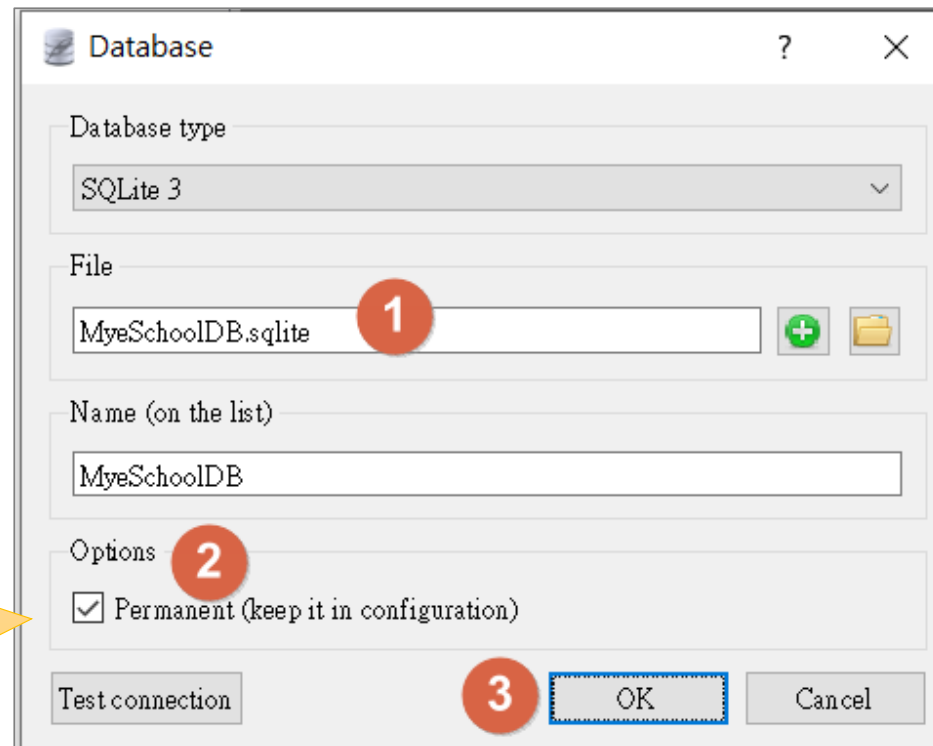 Database ?
Database type
SQLite 3
File
MyeSchoolDB.sqlite 1
Name (on the list)
MyeSchoolDB
Options 2
Permanent (keep it in configuration)
Test connection 3 OK Cancel